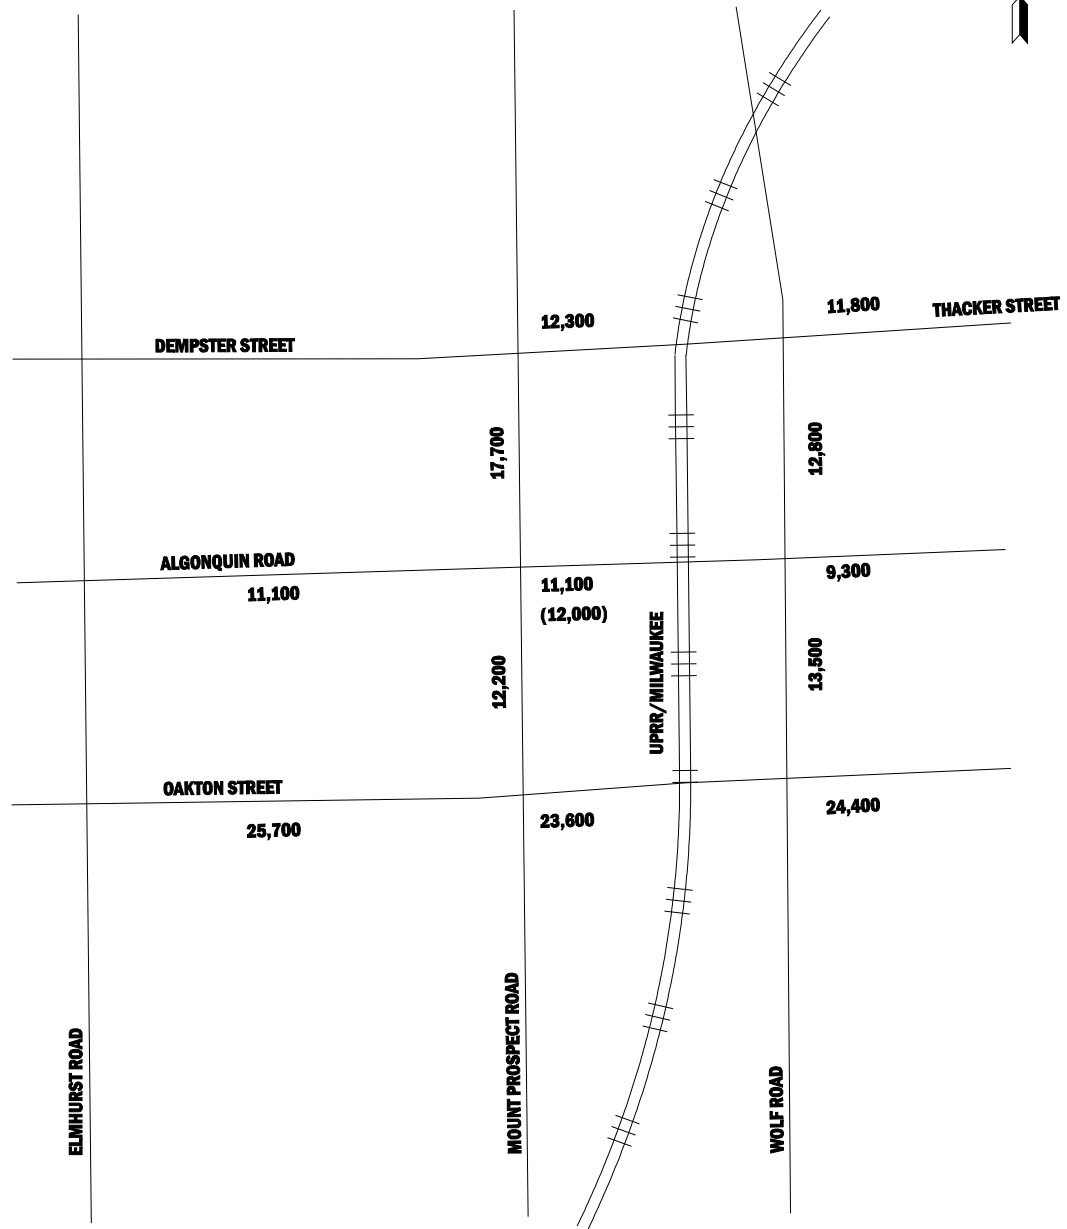 11,800
THACKER STREET
12,300
DEMPSTER STREET
17,700
12,800
ALGONQUIN ROAD
11,100
11,100
(12,000)
9,300
UPRR/MILWAUKEE
12,200
13,500
OAKTON STREET
25,700
23,600
24,400
ELMHURST ROAD
MOUNT PROSPECT ROAD
WOLF ROAD